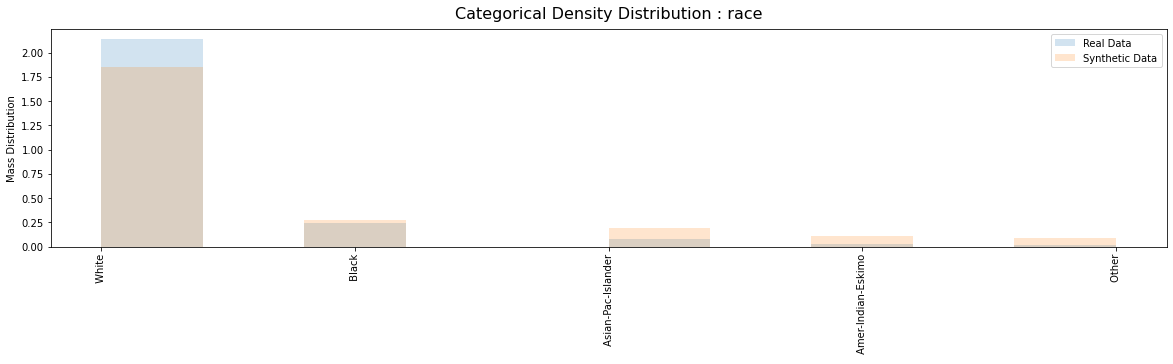 Categorical Density Distribution : race
Real Data
Synthetic Data
Mass Distribution
2.00
1.75
1.50
1.25
1.00
0.75
0.50
0.25
0.00
White
Black
Asian-Pac-Islander
Amer-Indian-Eskimo
Other